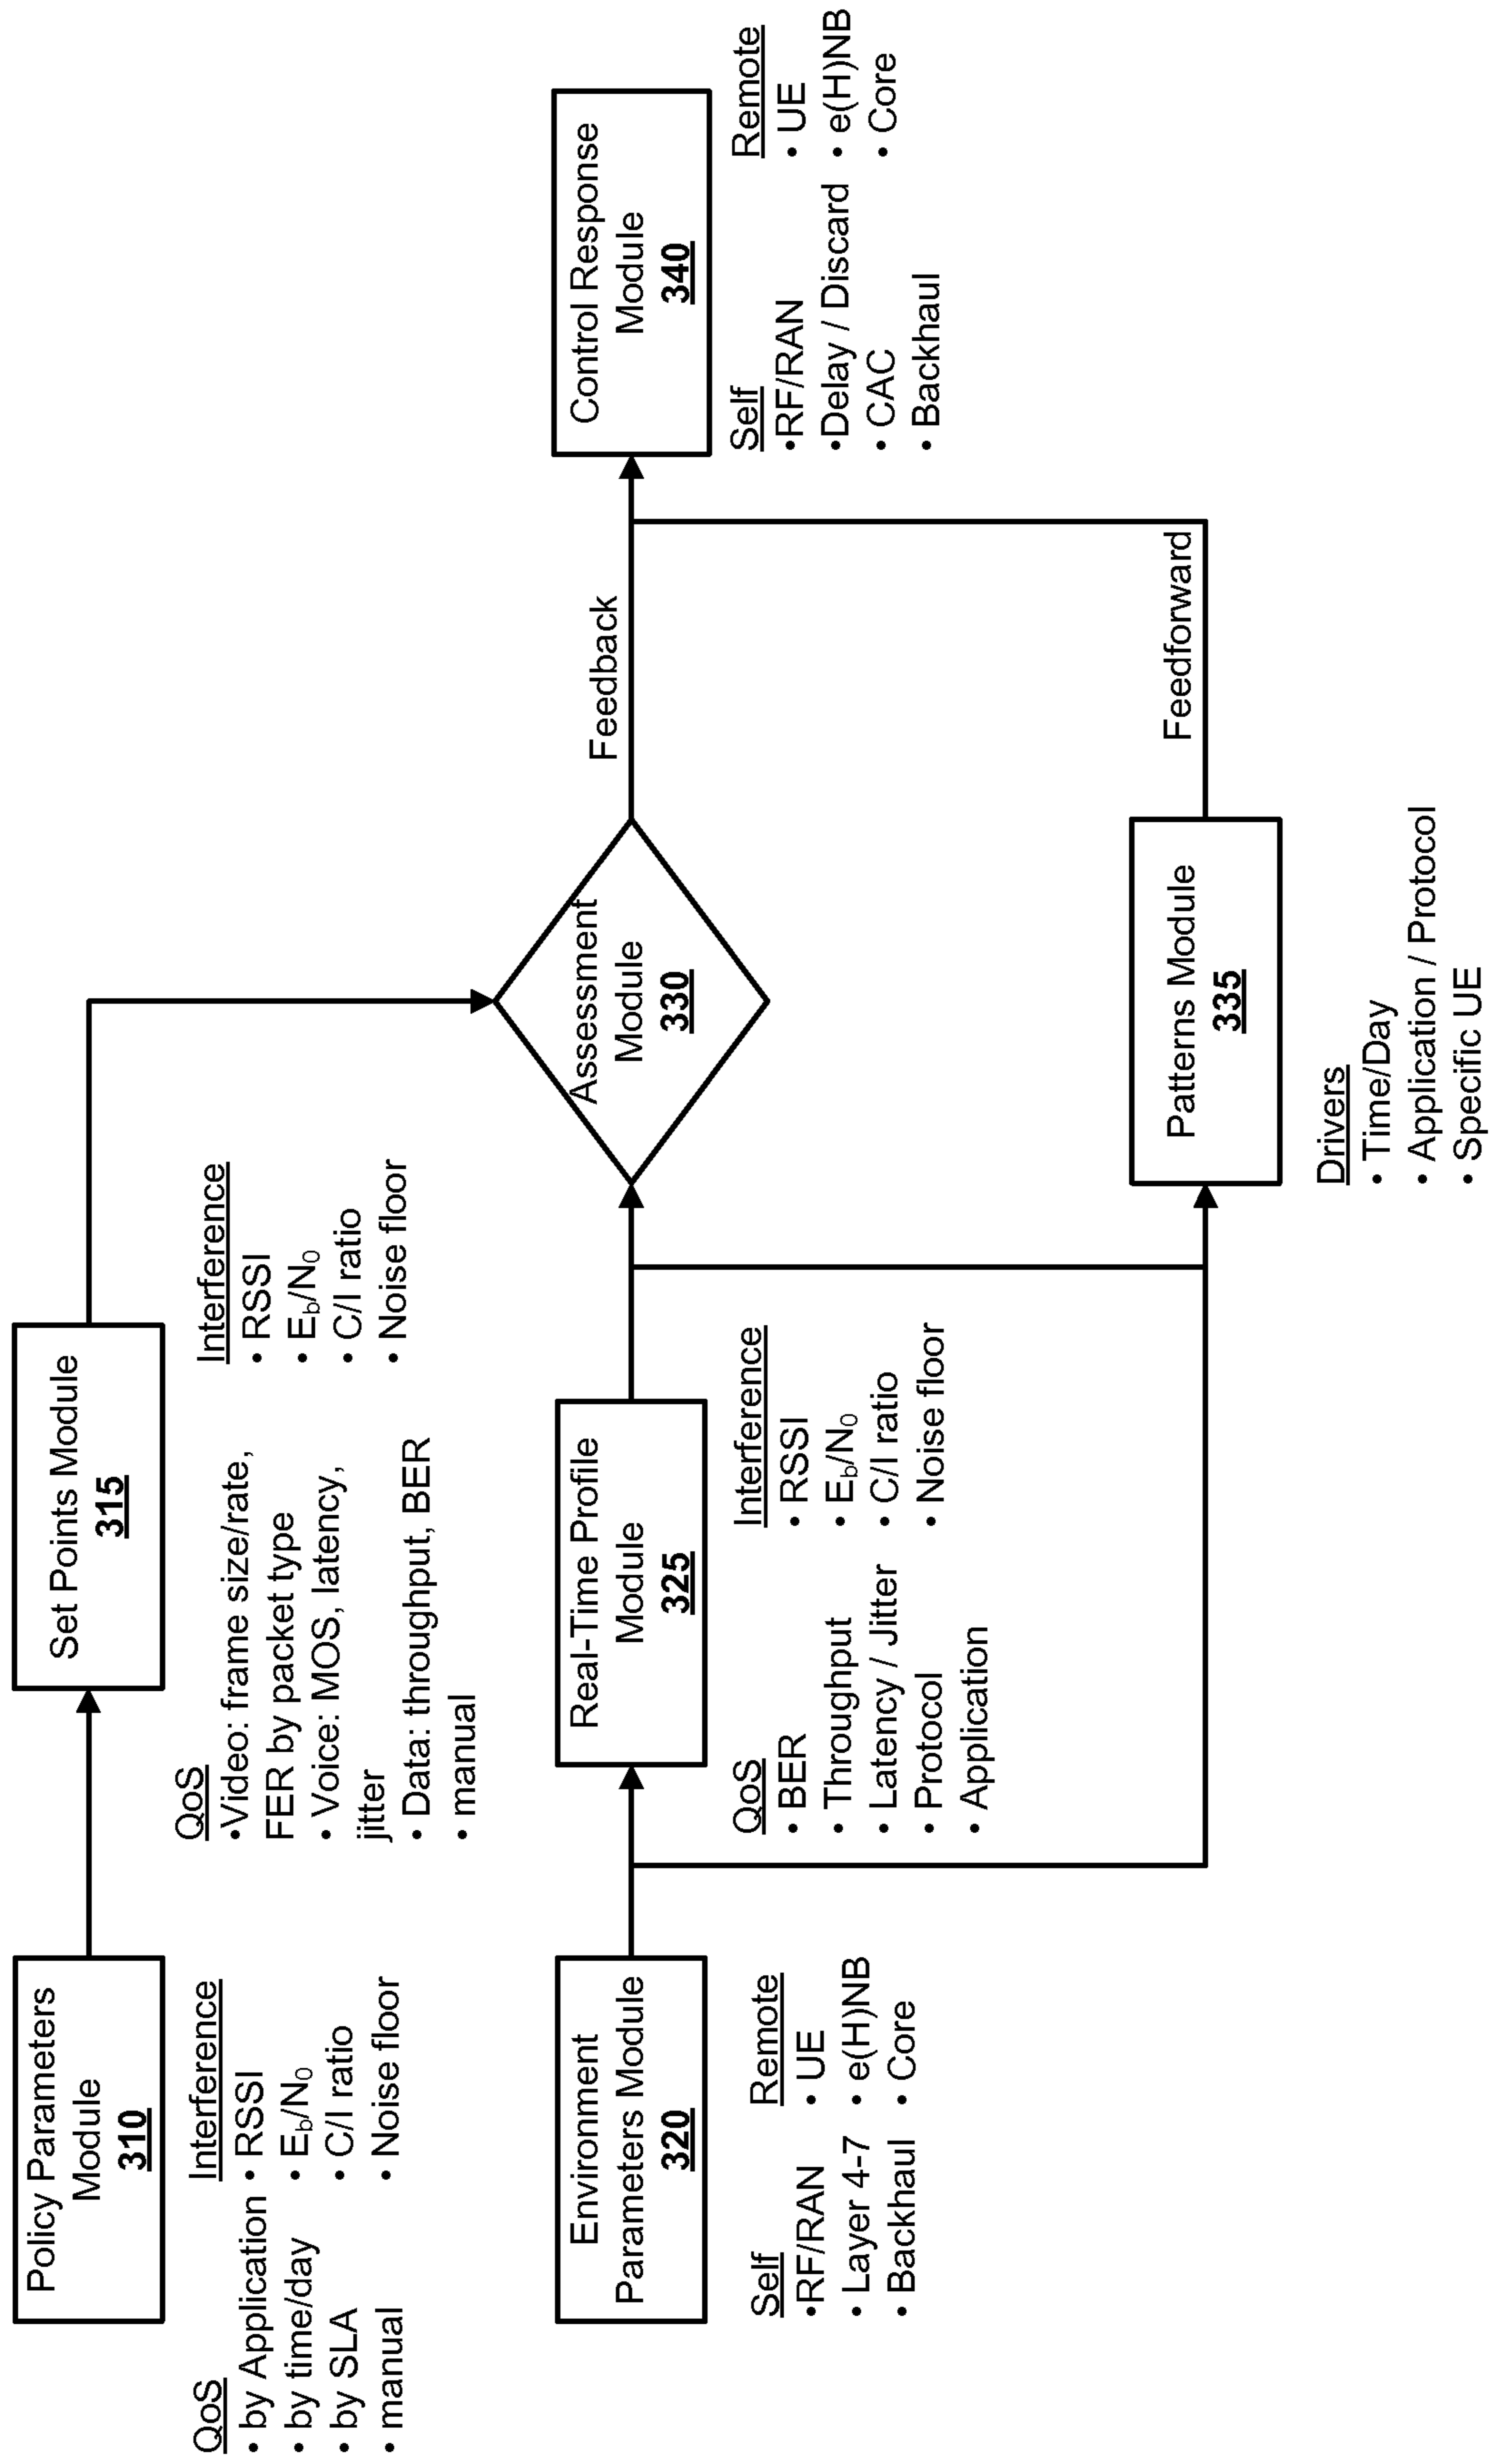 Policy Parameters
Module
310
QoS
• by Application
• by time/day
• by SLA
• manual
Interference
• RSSI
• Eb/N0
• C/I ratio
• Noise floor
Set Points Module
315
QoS
•Video: frame size/rate,
FER by packet type
• Voice: MOS, latency,
jitter
• Data: throughput, BER
• manual
Interference
• RSSI
• Eb/N0
• C/I ratio
• Noise floor
Environment
Parameters Module
320
Self
•RF/RAN
• Layer 4-7
• Backhaul
Remote
• UE
• e(H)NB
• Core
Real-Time Profile
Module
325
QoS
• BER
• Throughput
• Latency / Jitter
• Protocol
• Application
Interference
• RSSI
• Eb/N0
• C/I ratio
• Noise floor
Assessment
Module
330
Feedback
Patterns Module
335
Drivers
• Time/Day
• Application / Protocol
• Specific UE
Feedforward
Control Response
Module
340
Self
•RF/RAN
•Delay / Discard
• CAC
• Backhaul
Remote
• UE
• e(H)NB
• Core